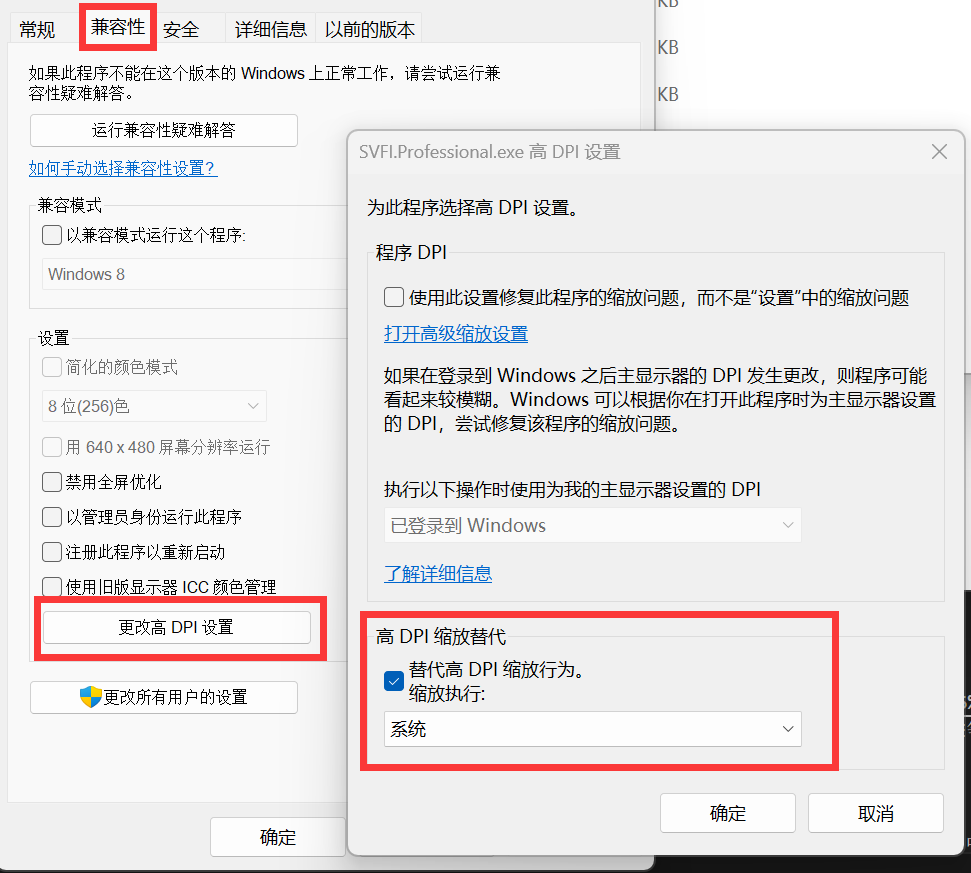 常规
兼容性
安全
详细信息
以前的版本
KB
KB
KB
如果此程序不能在这个版本的 Windows 上正常工作，请尝试运行兼
容性疑难解答。
运行兼容性疑难解答
如何手动选择兼容性设置?
兼容模式
以兼容模式运行这个程序:
Windows 8
设置
简化的颜色模式
8 位(256)色
用 640 x 480 屏幕分辨率运行
禁用全屏优化
以管理员身份运行此程序
注册此程序以重新启动
使用旧版显示器 ICC 颜色管理
更改高 DPI 设置
更改所有用户的设置
确定
SVFI.Professional.exe 高 DPI 设置
为此程序选择高 DPI 设置。
程序 DPI
使用此设置修复此程序的缩放问题，而不是“设置”中的缩放问题
打开高级缩放设置
如果在登录到 Windows 之后主显示器的 DPI 发生更改，则程序可能
看起来较模糊。Windows 可以根据你在打开此程序时为主显示器设置
的 DPI，尝试修复该程序的缩放问题。
执行以下操作时使用为我的主显示器设置的 DPI
已登录到 Windows
了解详细信息
高 DPI 缩放替代
替代高 DPI 缩放行为。
缩放执行:
系统
确定
取消